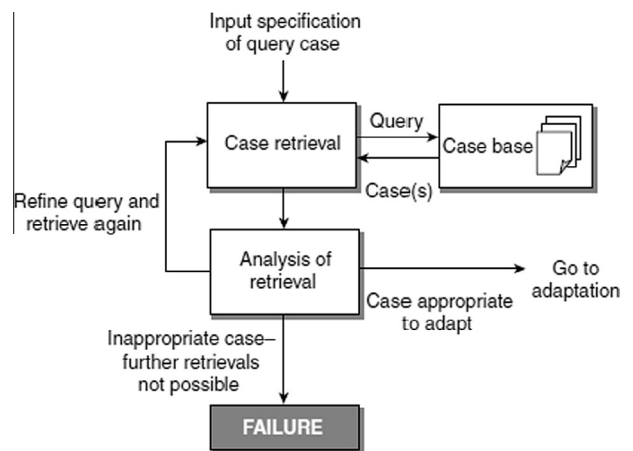 Input specification
of query case
Case retrieval
Query
Case base
Case(s)
Refine query and
retrieve again
Analysis of
retrieval
Go to
adaptation
Case appropriate
to adapt
Inappropriate case–
further retrievals
not possible
FAILURE